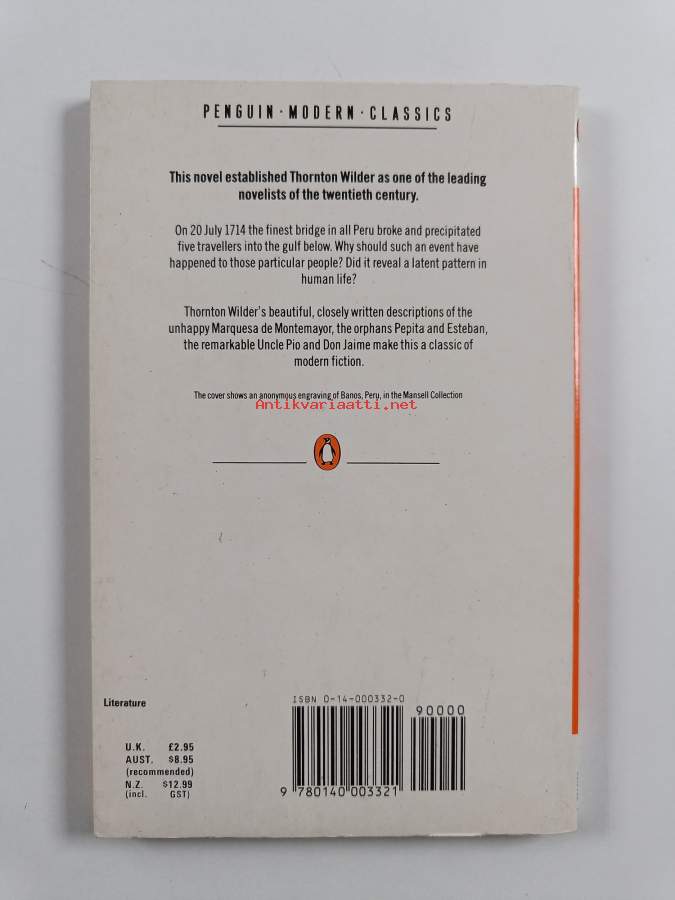 PENGUIN · MODERN · CLASSICS
This novel established Thornton Wilder as one of the leading
novelists of the twentieth century.
On 20 July 1714 the finest bridge in all Peru broke and precipitated
five travellers into the gulf below. Why should such an event have
happened to those particular people? Did it reveal a latent pattern in
human life?
Thornton Wilder's beautiful, closely written descriptions of the
unhappy Marquesa de Montemayor, the orphans Pepita and Esteban,
the remarkable Uncle Pio and Don Jaime make this a classic of
modern fiction.
The cover shows an anonymous engraving of Banos, Peru, in the Mansell Collection
Antikvariaatti.net
Literature
U.K. £2.95
AUST. $8.95
(recommended)
N.Z. $12.99
(incl. GST)
ISBN 0-14-000332-0
90000
9 780140 003321